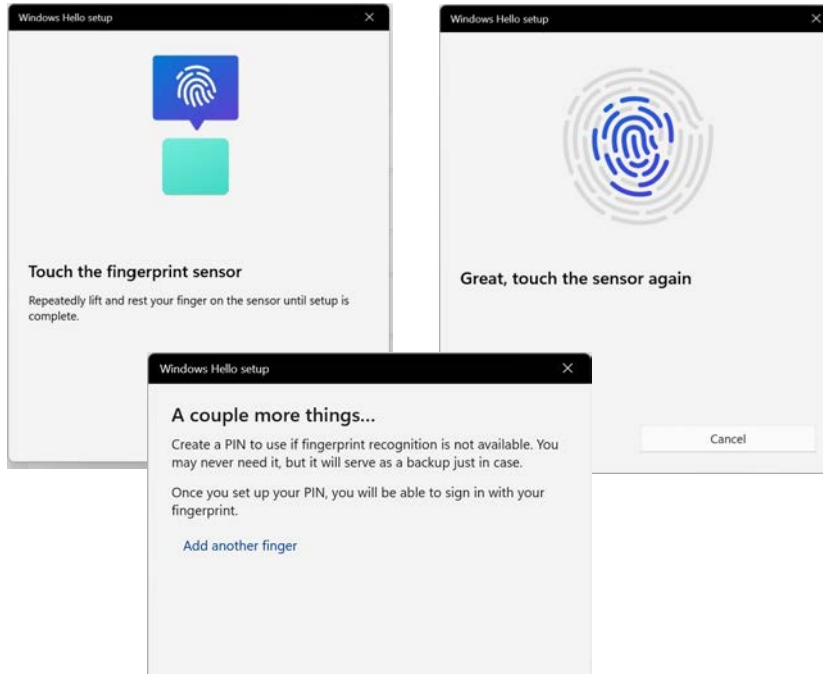 Windows Hello setup
Touch the fingerprint sensor
Repeatedly lift and rest your finger on the sensor until setup is
complete.
Windows Hello setup
Great, touch the sensor again
Cancel
Windows Hello setup
A couple more things...
Create a PIN to use if fingerprint recognition is not available. You
may never need it, but it will serve as a backup just in case.
Once you set up your PIN, you will be able to sign in with your
fingerprint.
Add another finger